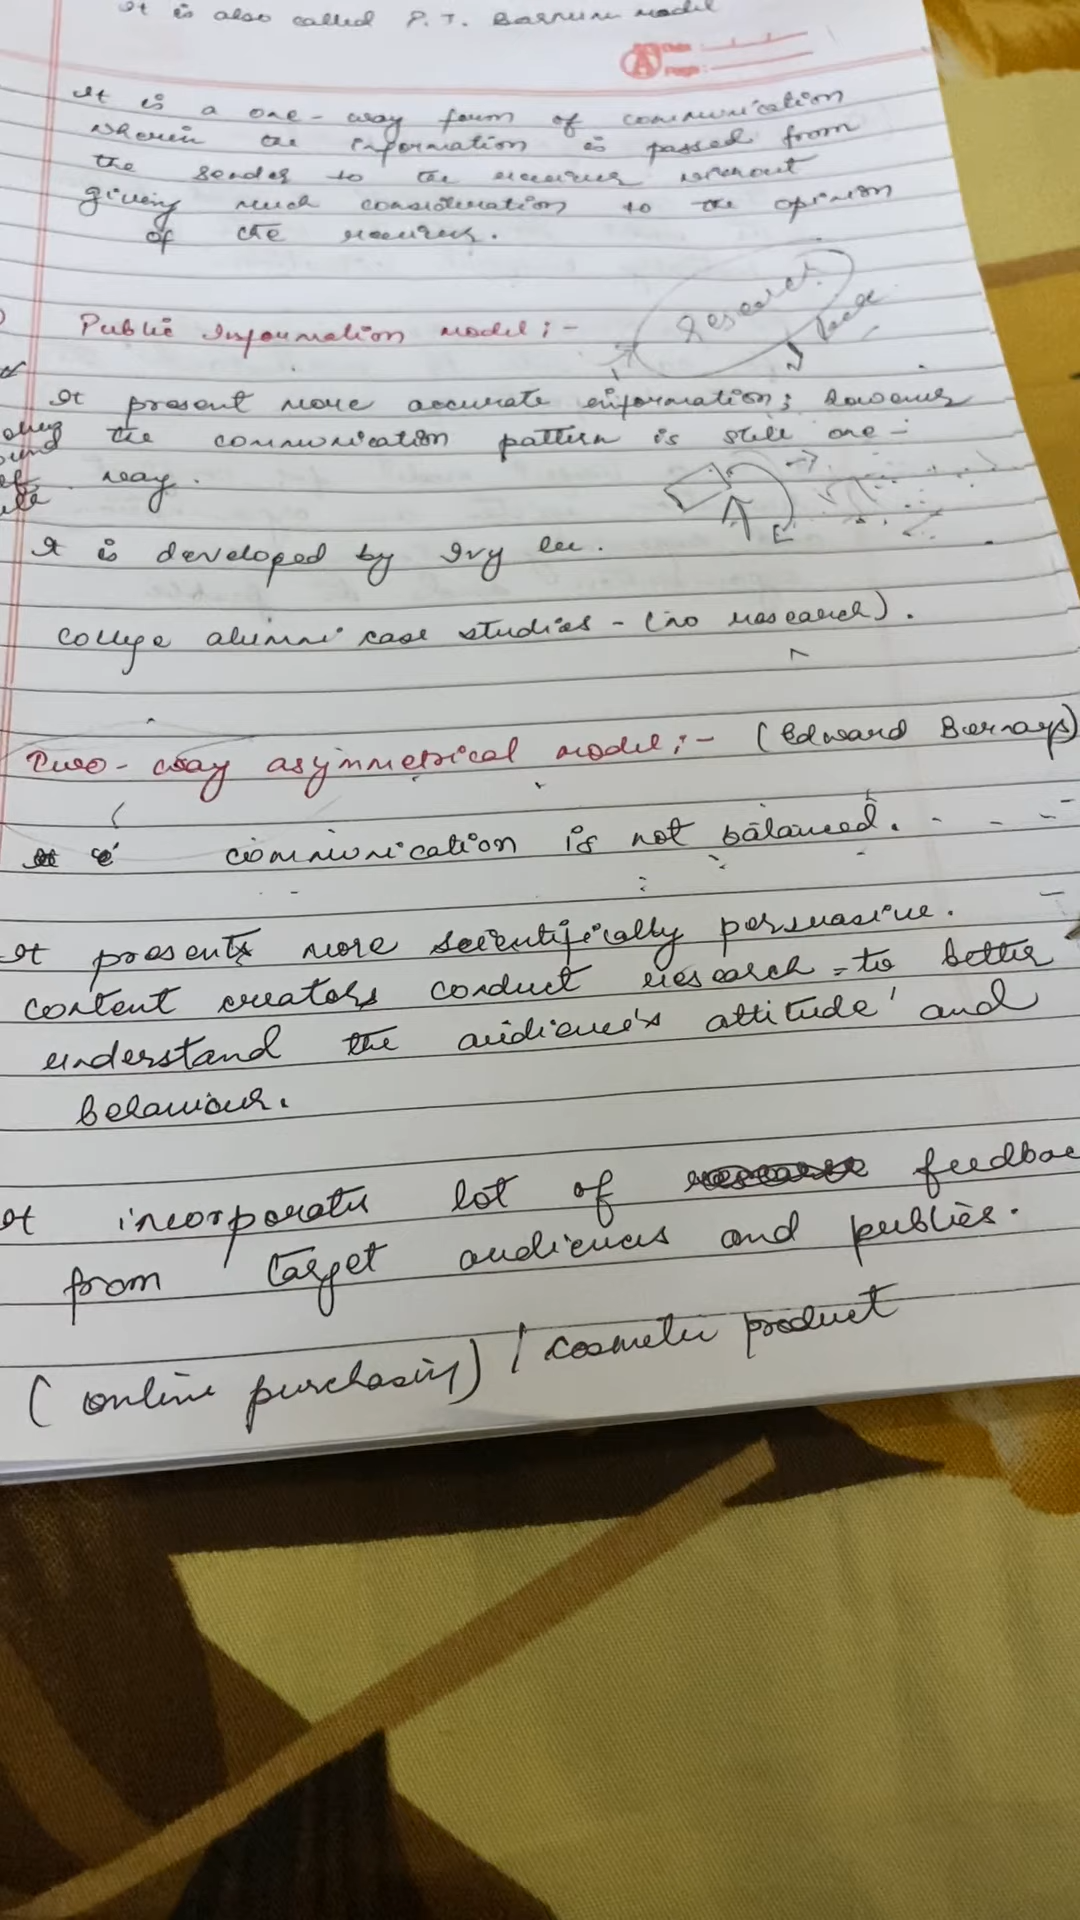 It is also called P. T. Barnum model
Date :
Page :
It is a one-way form of communication
wherein the information is passed from
the sender to the receiver without
giving much consideration to the opinion
of the receiver.
Research
Public Information model :-
It present more accurate information; however
the communication pattern is still one-
way.
It is developed by Ivy lee.
college alumni case studies - (no research).
Two-way asymmetrical model :- (Edward Bernays)
communication is not balanced.
It presents more scientifically persuasive.
content creators conduct research to better
understand the audience's attitude and
behaviour.
It incorporates lot of feedbac
from target audiences and publics.
(online purchasing) / cosmetic product